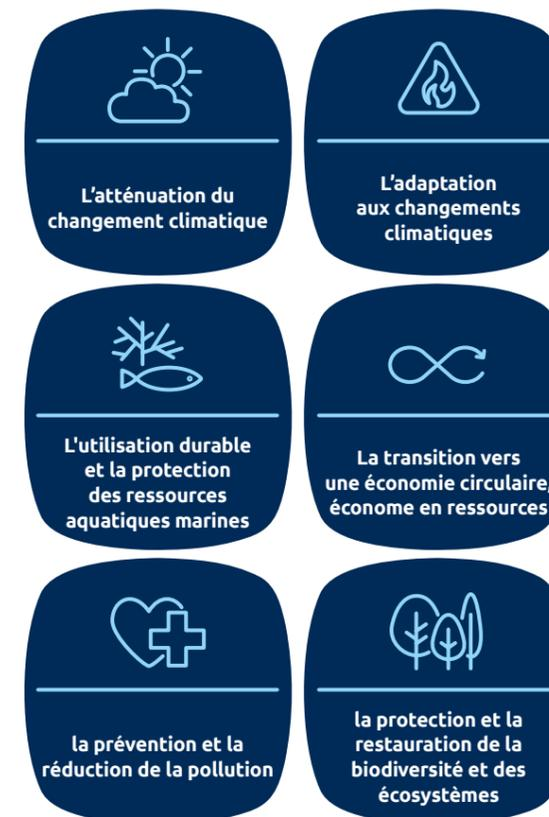 L’atténuation du
changement climatique
L’adaptation
aux changements
climatiques
L'utilisation durable
et la protection
des ressources
aquatiques marines
La transition vers
une économie circulaire,
économe en ressources
la prévention et la
réduction de la pollution
la protection et la
restauration de la
biodiversité et des
écosystèmes